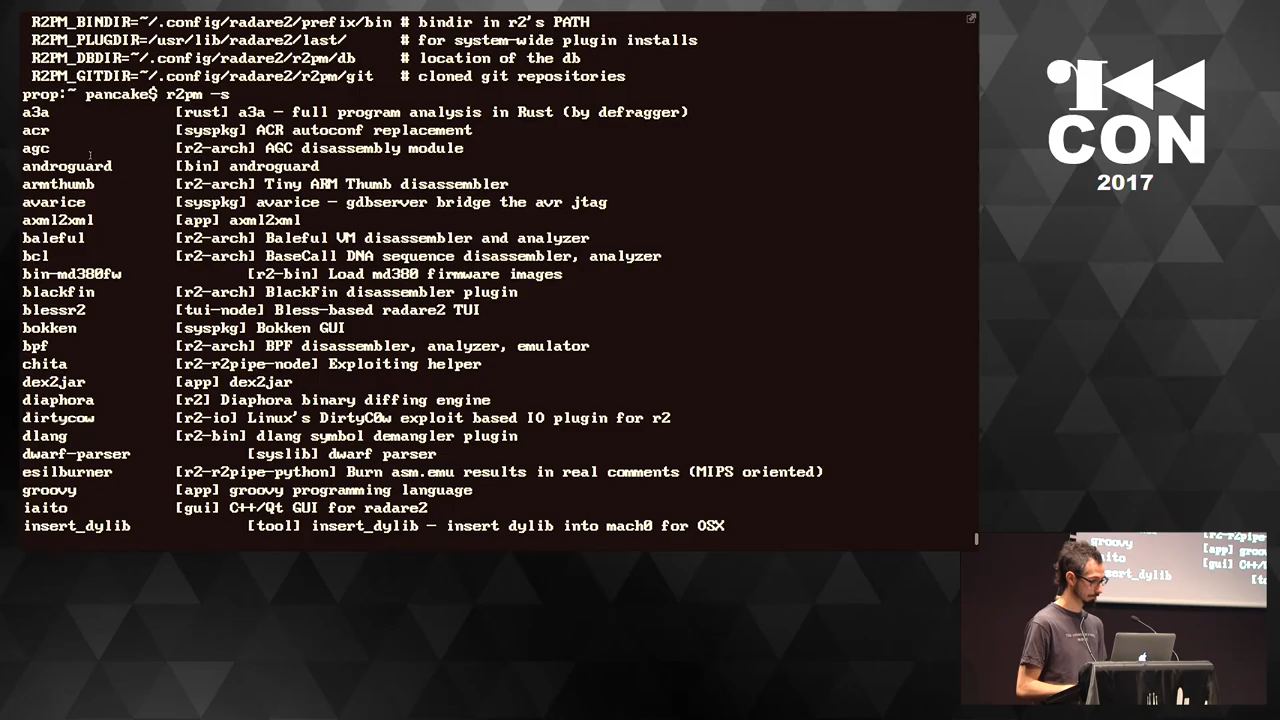 R2PM_BINDIR=~/.config/radare2/prefix/bin # bindir in r2's PATH
R2PM_PLUGDIR=/usr/lib/radare2/last/ # for system-wide plugin installs
R2PM_DBDIR=~/.config/radare2/r2pm/db # location of the db
R2PM_GITDIR=~/.config/radare2/r2pm/git # cloned git repositories
prop:~ pancake$ r2pm -s
a3a [rust] a3a - full program analysis in Rust (by defragger)
acr [syspkg] ACR autoconf replacement
agc [r2-arch] AGC disassembly module
androguard [bin] androguard
armthumb [r2-arch] Tiny ARM Thumb disassembler
avarice [syspkg] avarice - gdbserver bridge the avr jtag
axml2xml [app] axml2xml
baleful [r2-arch] Baleful VM disassembler and analyzer
bcl [r2-arch] BaseCall DNA sequence disassembler, analyzer
bin-md380fw [r2-bin] Load md380 firmware images
blackfin [r2-arch] BlackFin disassembler plugin
blessr2 [tui-node] Bless-based radare2 TUI
bokken [syspkg] Bokken GUI
bpf [r2-arch] BPF disassembler, analyzer, emulator
chita [r2-r2pipe-node] Exploiting helper
dex2jar [app] dex2jar
diaphora [r2] Diaphora binary diffing engine
dirtycow [r2-io] Linux's DirtyC0w exploit based IO plugin for r2
dlang [r2-bin] dlang symbol demangler plugin
dwarf-parser [syslib] dwarf parser
esilburner [r2-r2pipe-python] Burn asm.emu results in real comments (MIPS oriented)
groovy [app] groovy programming language
iaito [gui] C++/Qt GUI for radare2
insert_dylib [tool] insert_dylib - insert dylib into mach0 for OSX
CON
2017
groovy [app] groo
iaito [gui] C++/